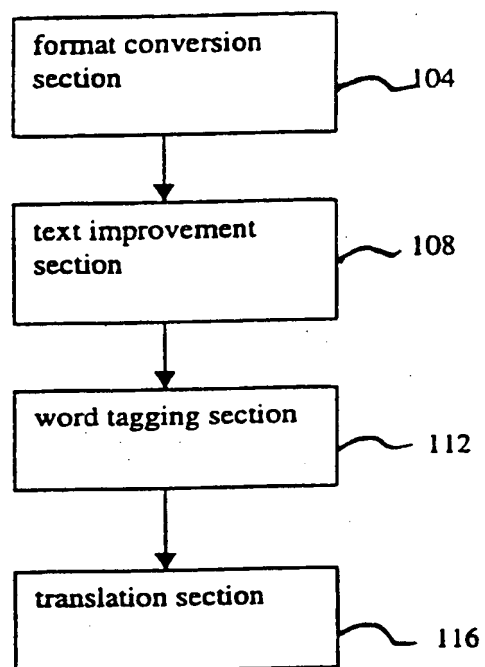 format conversion
section
104
text improvement
section
108
word tagging section
112
translation section
116